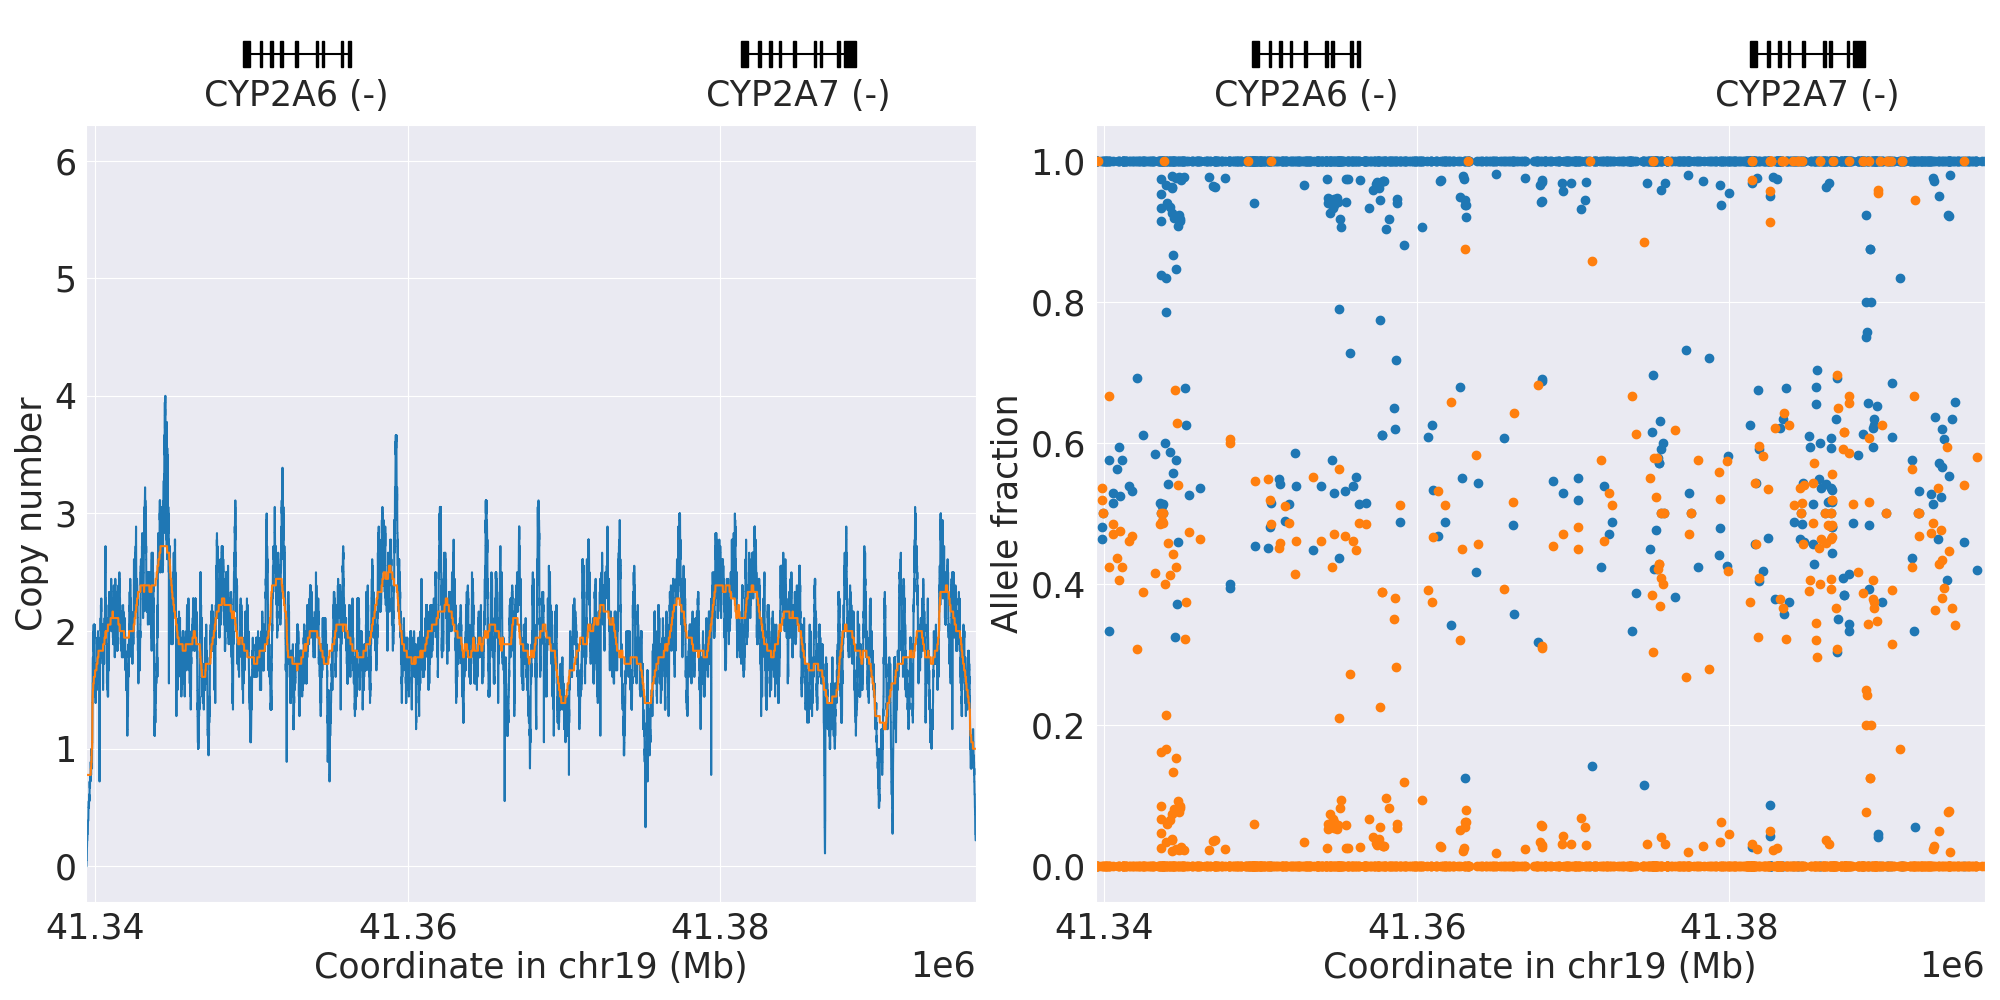 CYP2A6 (-) CYP2A7 (-)
6
5
4
3
2
1
0
Copy number
41.34 41.36 41.38
Coordinate in chr19 (Mb) 1e6
CYP2A6 (-) CYP2A7 (-)
1.0
0.8
0.6
0.4
0.2
0.0
Allele fraction
41.34 41.36 41.38
Coordinate in chr19 (Mb) 1e6